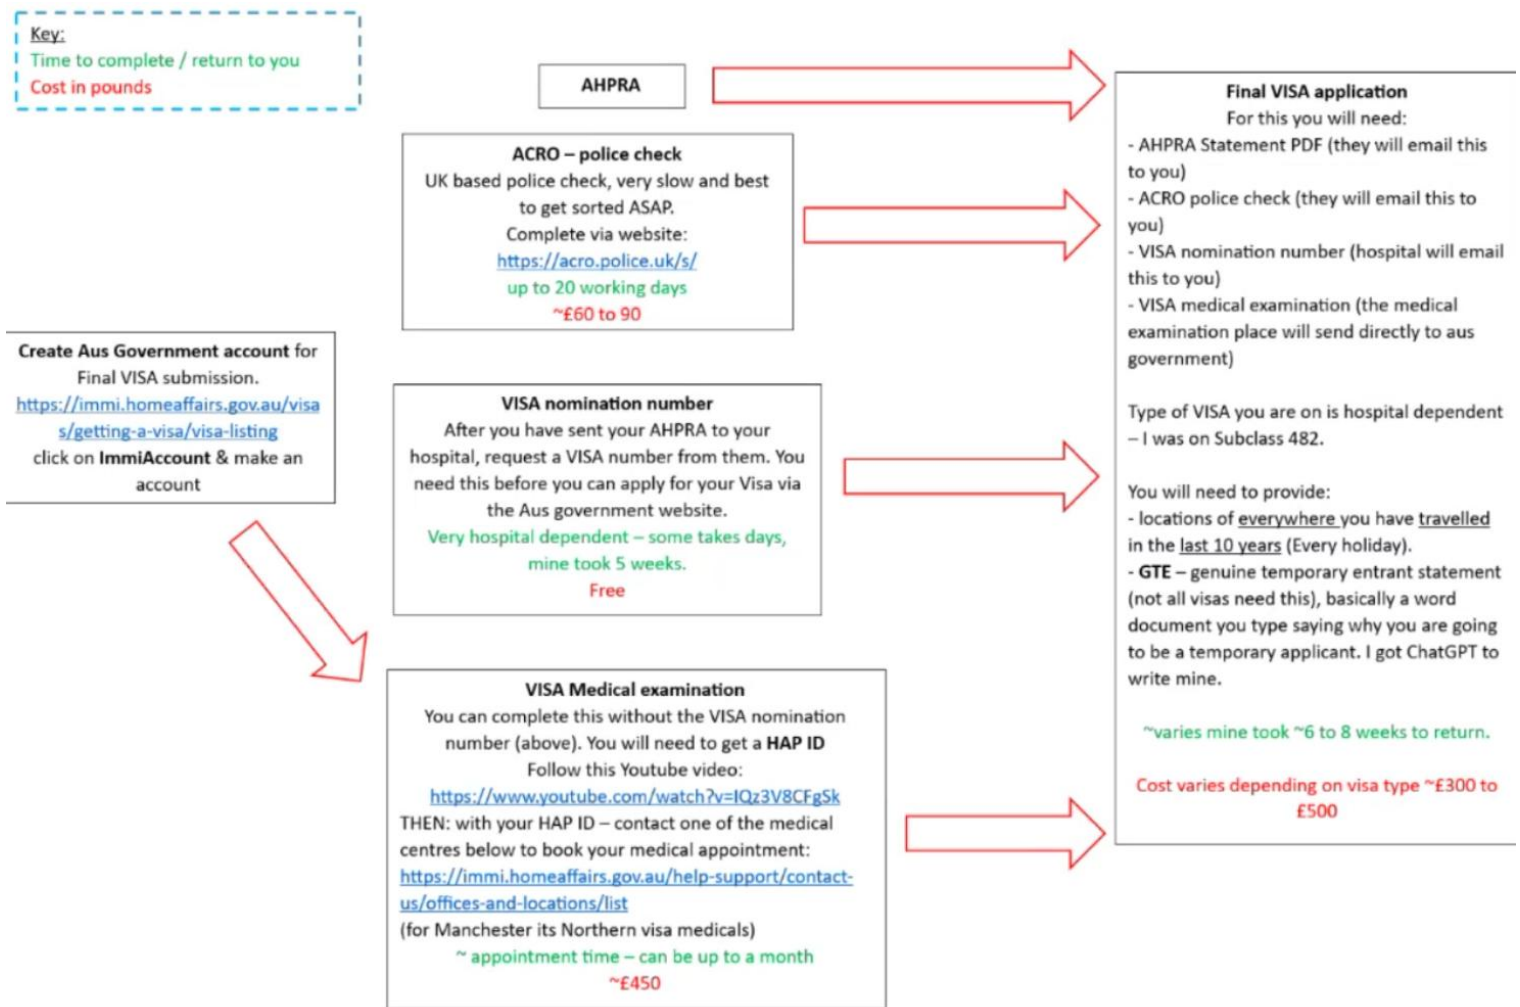 Key:
Time to complete / return to you
Cost in pounds
AHPRA
ACRO – police check
UK based police check, very slow and best
to get sorted ASAP.
Complete via website:
https://acro.police.uk/s/
up to 20 working days
~£60 to 90
Create Aus Government account for
Final VISA submission.
https://immi.homeaffairs.gov.au/visa
s/getting-a-visa/visa-listing
click on ImmiAccount & make an
account
VISA nomination number
After you have sent your AHPRA to your
hospital, request a VISA number from them. You
need this before you can apply for your Visa via
the Aus government website.
Very hospital dependent – some takes days,
mine took 5 weeks.
Free
VISA Medical examination
You can complete this without the VISA nomination
number (above). You will need to get a HAP ID
Follow this Youtube video:
https://www.youtube.com/watch?v=IQz3V8CFgSk
THEN: with your HAP ID – contact one of the medical
centres below to book your medical appointment:
https://immi.homeaffairs.gov.au/help-support/contact-
us/offices-and-locations/list
(for Manchester its Northern visa medicals)
~ appointment time – can be up to a month
~£450
Final VISA application
For this you will need:
- AHPRA Statement PDF (they will email this
to you)
- ACRO police check (they will email this to
you)
- VISA nomination number (hospital will email
this to you)
- VISA medical examination (the medical
examination place will send directly to aus
government)
Type of VISA you are on is hospital dependent
– I was on Subclass 482.
You will need to provide:
- locations of everywhere you have travelled
in the last 10 years (Every holiday).
- GTE – genuine temporary entrant statement
(not all visas need this), basically a word
document you type saying why you are going
to be a temporary applicant. I got ChatGPT to
write mine.
~varies mine took ~6 to 8 weeks to return.
Cost varies depending on visa type ~£300 to
£500